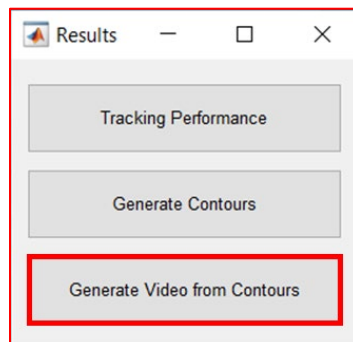 Results
Tracking Performance
Generate Contours
Generate Video from Contours